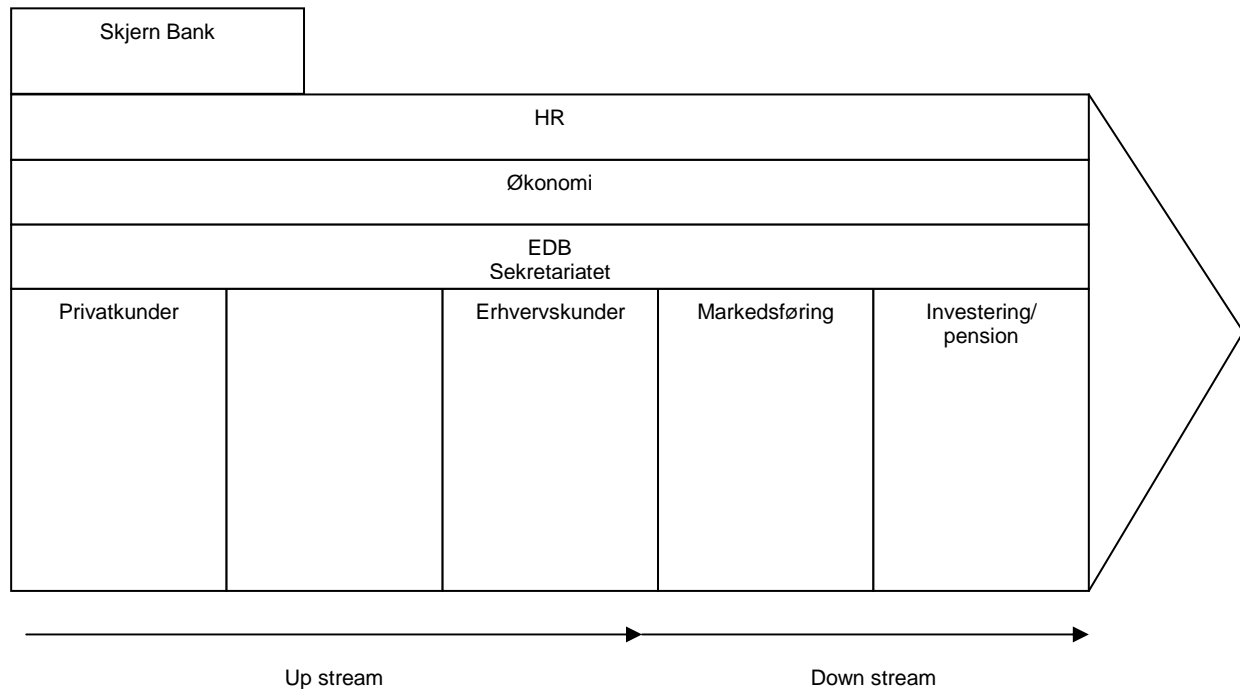 Skjern Bank
HR
Økonomi
EDB
Sekretariatet
Privatkunder
Erhvervskunder
Markedsføring
Investering/
pension
Up stream
Down stream